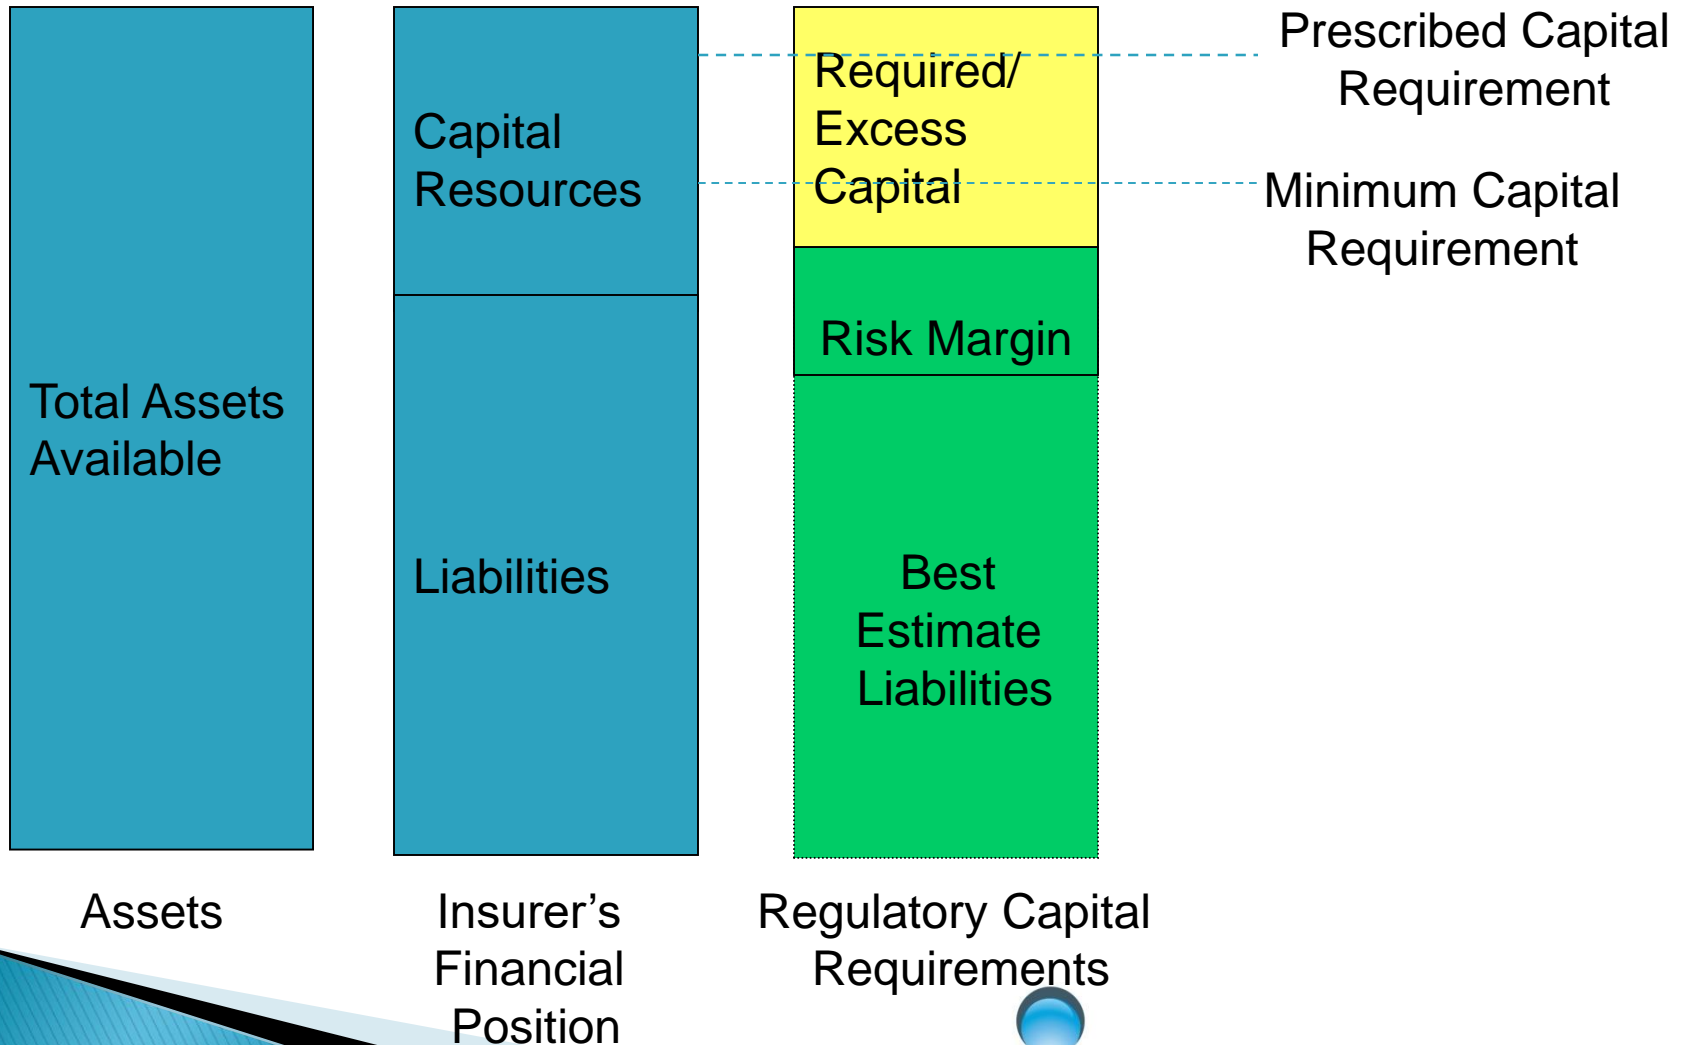 Total Assets
Available
Capital
Resources
Liabilities
Required/
Excess
Capital
Risk Margin
Best
Estimate
Liabilities
Prescribed Capital
Requirement
Minimum Capital
Requirement
Assets
Insurer’s
Financial
Position
Regulatory Capital
Requirements